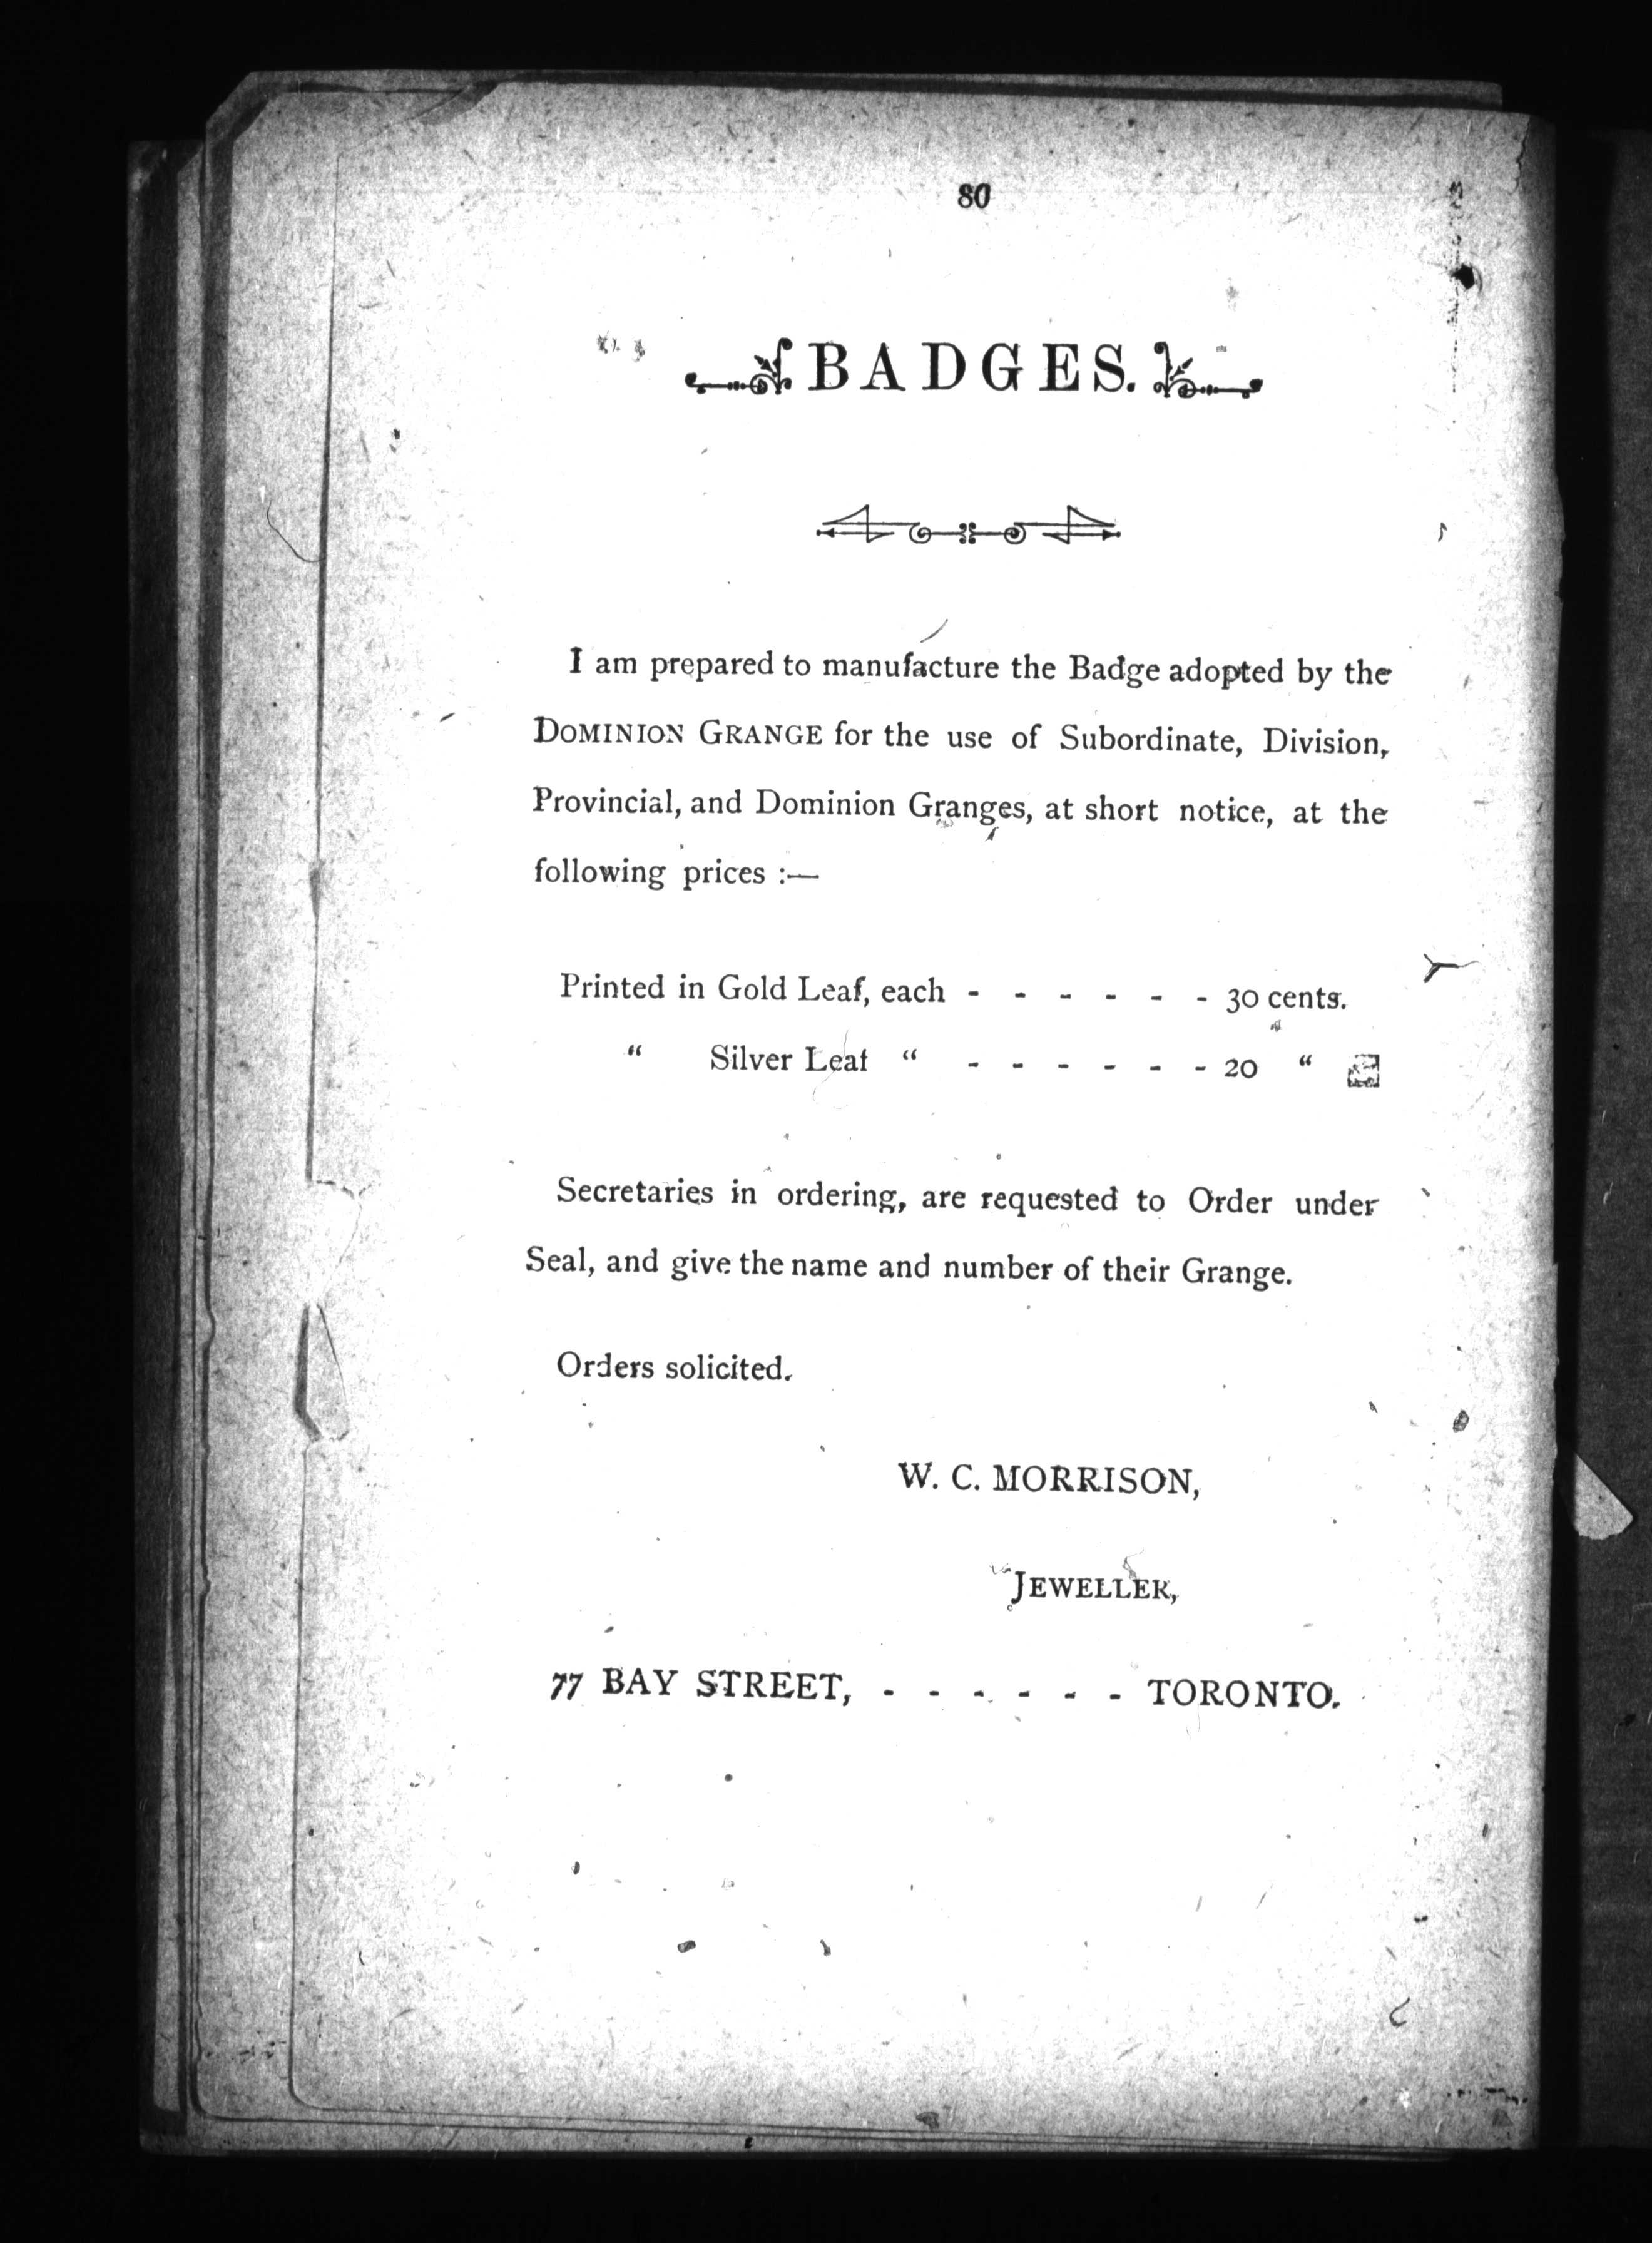 80
BADGES.
I am prepared to manufacture the Badge adopted by the
DOMINION GRANGE for the use of Subordinate, Division,
Provincial, and Dominion Granges, at short notice, at the
following prices :—
Printed in Gold Leaf, each - - - - - - 30 cents.
“ Silver Leaf “ - - - - - - 20 “
Secretaries in ordering, are requested to Order under
Seal, and give the name and number of their Grange.
Orders solicited.
W. C. MORRISON,
JEWELLER,
77 BAY STREET, - - - - - - TORONTO.